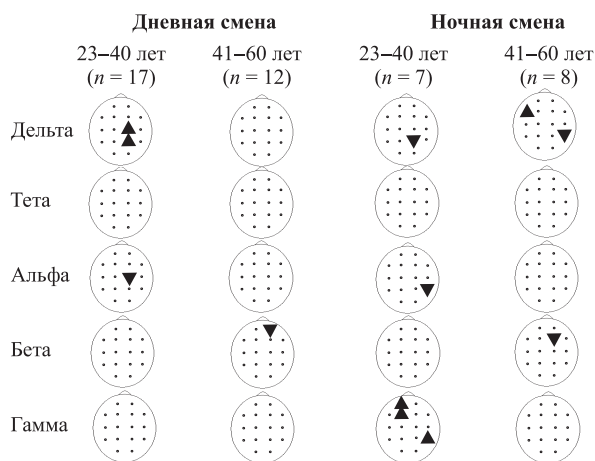 Дневная смена Ночная смена
23–40 лет 41–60 лет 23–40 лет 41–60 лет
(n = 17) (n = 12) (n = 7) (n = 8)
Дельта
Тета
Альфа
Бета
Гамма